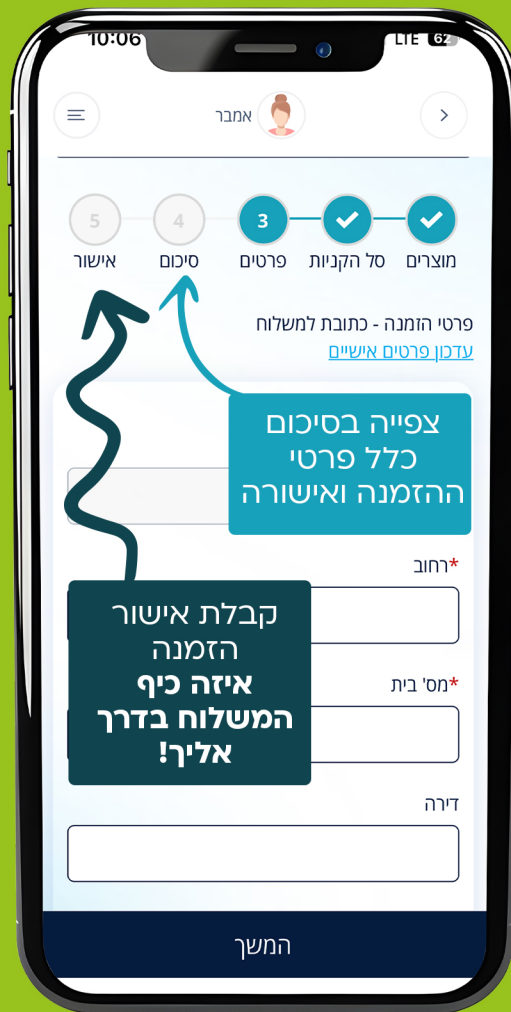 10:06
LTE 62
אמבר
5
4
3
מוצרים
סל הקניות
פרטים
סיכום
אישור
פרטי הזמנה - כתובת למשלוח
עדכון פרטים אישיים
צפייה בסיכום
כלל פרטי
ההזמנה ואישורה
*רחוב
קבלת אישור
הזמנה
איזה כיף
המשלוח בדרך
אליך!
*מס' בית
דירה
המשך